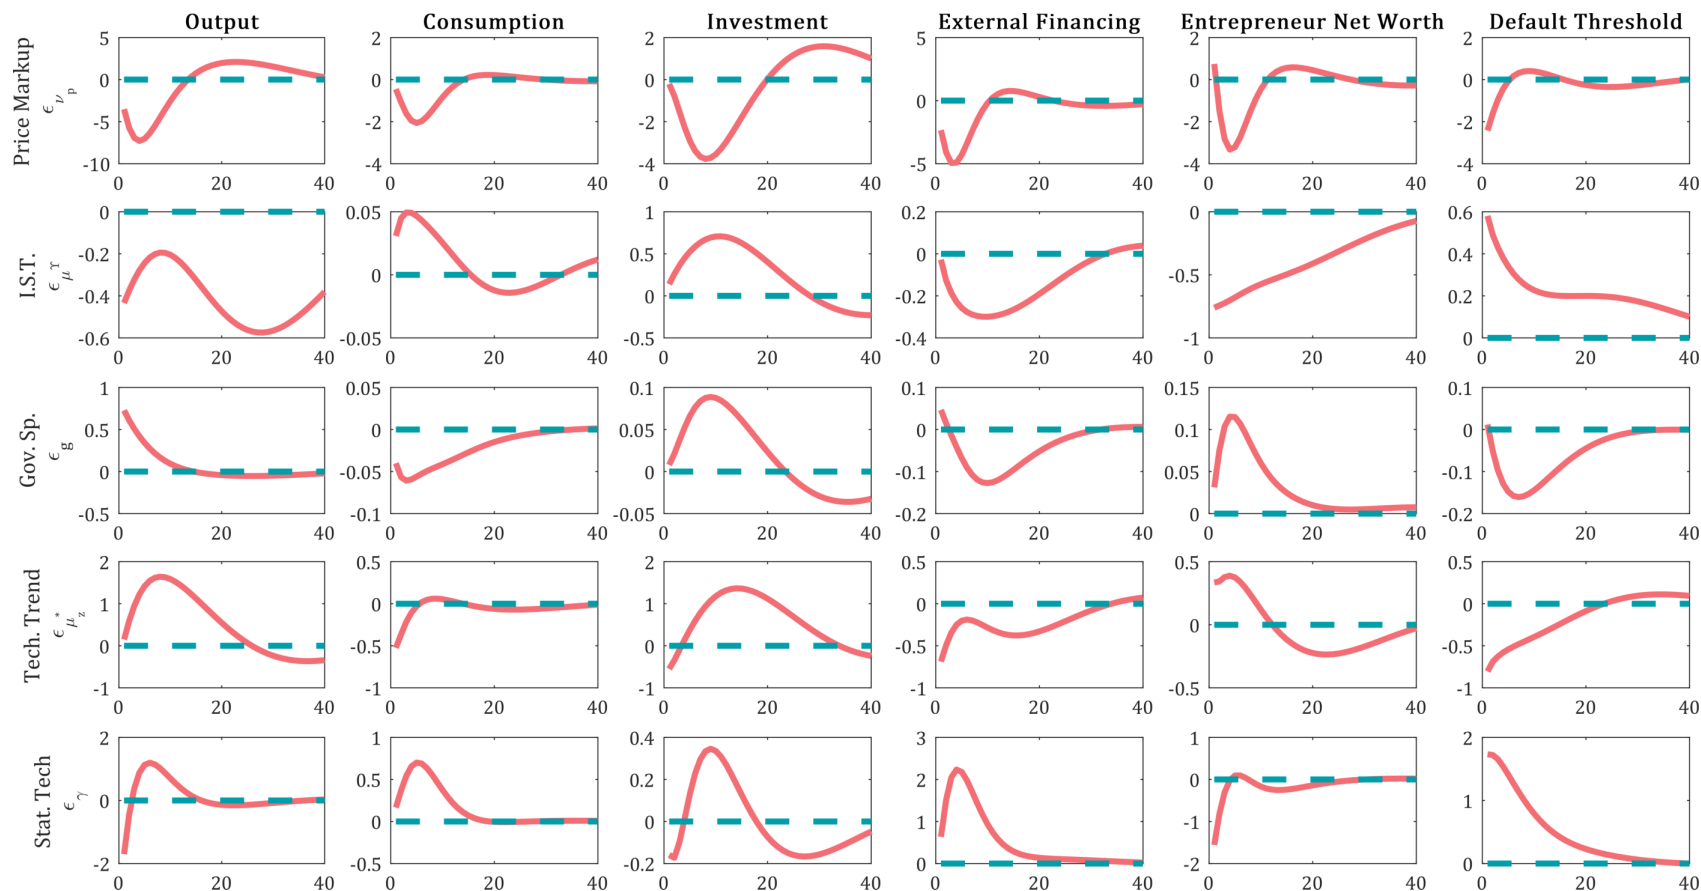 Output Consumption Investment External Financing Entrepreneur Net Worth Default Threshold
Price Markup
ϵ ν p
5 0 -5 -10
0 20 40
2 0 -2 -4
0 20 40
2 0 -2 -4
0 20 40
5 0 -5
0 20 40
2 0 -2 -4
0 20 40
2 0 -2 -4
0 20 40
I.S.T.
ϵ μ ϒ
0 -0.2 -0.4 -0.6
0 20 40
0.05 0 0.05
0 20 40
1 0.5 0 -0.5
0 20 40
0.2 0 -0.2 -0.4
0 20 40
0 -0.5 -1
0 20 40
0.6 0.4 0.2 0
0 20 40
Gov. Sp.
ϵ g
1 0.5 0 -0.5
0 20 40
0.05 0 -0.05 -0.1
0 20 40
0.1 0.05 0 -0.05
0 20 40
0.1 0 -0.1 -0.2
0 20 40
0.15 0.1 0.05 0
0 20 40
0.1 0 -0.1 -0.2
0 20 40
Tech. Trend
ϵ μ z *
2 1 0 -1
0 20 40
0.5 0 -0.5 -1
0 20 40
2 1 0 -1
0 20 40
0.5 0 -0.5 -1
0 20 40
0.5 0 -0.5
0 20 40
0.5 0 -0.5 -1
0 20 40
Stat. Tech
ϵ γ
2 0 -2
0 20 40
1 0.5 0 -0.5
0 20 40
0.4 0.2 0 -0.2
0 20 40
3 2 1 0
0 20 40
2 1 0 -1 -2
0 20 40
2 1 0
0 20 40